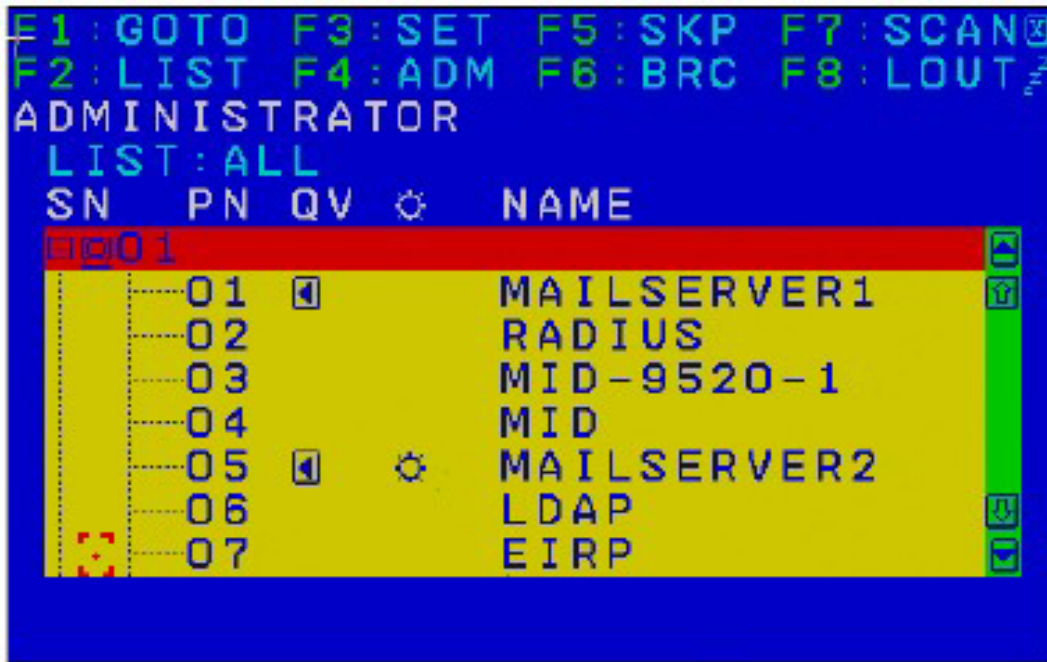 F1:GOTO F3:SET F5:SKP F7:SCAN
F2:LIST F4:ADM F6:BRC F8:LOUT
ADMINISTRATOR
LIST:ALL
SN PN QV NAME
01
01 MAILSERVER1
02 RADIUS
03 MID-9520-1
04 MID
05 MAILSERVER2
06 LDAP
07 EIRP